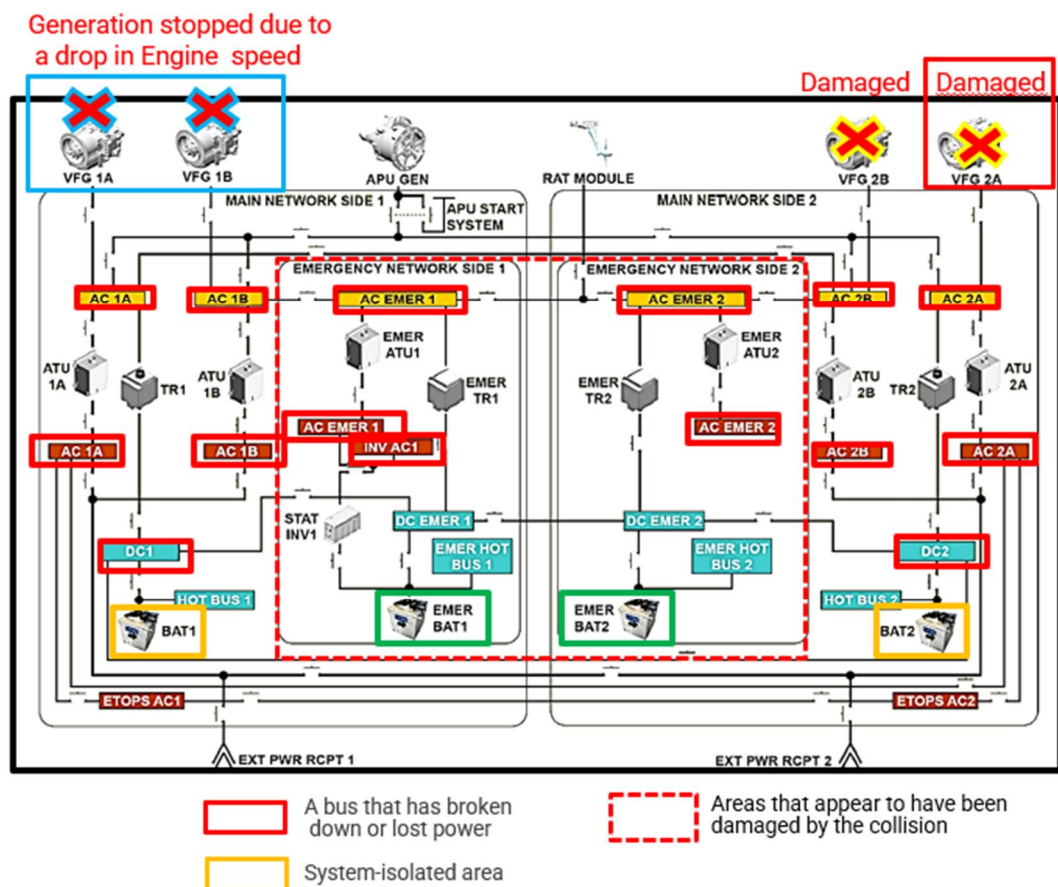 Generation stopped due to
a drop in Engine speed
Damaged
Damaged
VFG 1A
VFG 1B
APU GEN
RAT MODULE
VFG 2B
VFG 2A
MAIN NETWORK SIDE 1
APU START
SYSTEM
MAIN NETWORK SIDE 2
EMERGENCY NETWORK SIDE 1
EMERGENCY NETWORK SIDE 2
AC 1A
AC 1B
AC EMER 1
AC EMER 2
AC 2B
AC 2A
ATU
1A
TR1
ATU
1B
EMER
ATU1
EMER
TR1
EMER
TR2
EMER
ATU2
ATU
2B
TR2
ATU
2A
AC EMER 1
AC EMER 2
AC 1A
AC 1B
INV AC1
AC 2B
AC 2A
STAT
INV1
DC EMER 1
DC EMER 2
DC1
EMER HOT
BUS 1
EMER HOT
BUS 2
DC2
HOT BUS 1
HOT BUS 2
BAT1
EMER
BAT1
EMER
BAT2
BAT2
ETOPS AC1
ETOPS AC2
EXT PWR RCPT 1
EXT PWR RCPT 2
A bus that has broken
down or lost power
Areas that appear to have been
damaged by the collision
System-isolated area